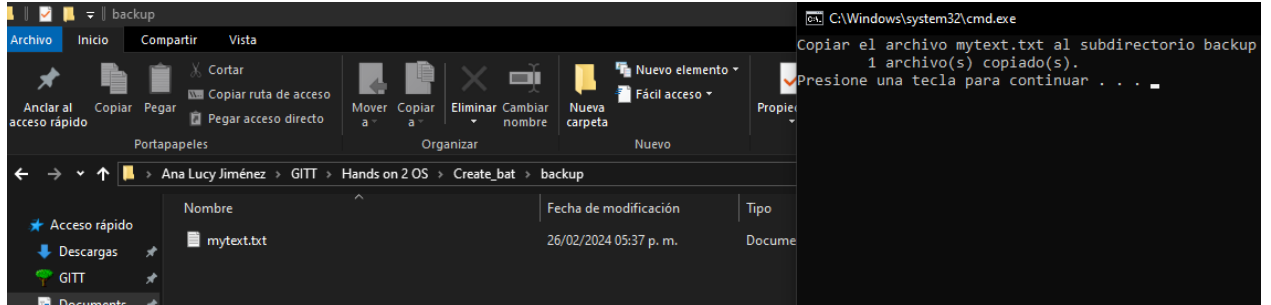 backup
Archivo Inicio Compartir Vista
Anclar al acceso rápido
Copiar
Pegar
Cortar
Copiar ruta de acceso
Pegar acceso directo
Portapapeles
Mover a
Copiar a
Eliminar
Cambiar nombre
Organizar
Nueva carpeta
Nuevo elemento
Fácil acceso
Nuevo
Ana Lucy Jiménez > GITT > Hands on 2 OS > Create_bat > backup
Acceso rápido
Descargas
GITT
Nombre Fecha de modificación Tipo
mytext.txt 26/02/2024 05:37 p. m.
C:\Windows\system32\cmd.exe
Copiar el archivo mytext.txt al subdirectorio backup
1 archivo(s) copiado(s).
Presione una tecla para continuar . . .